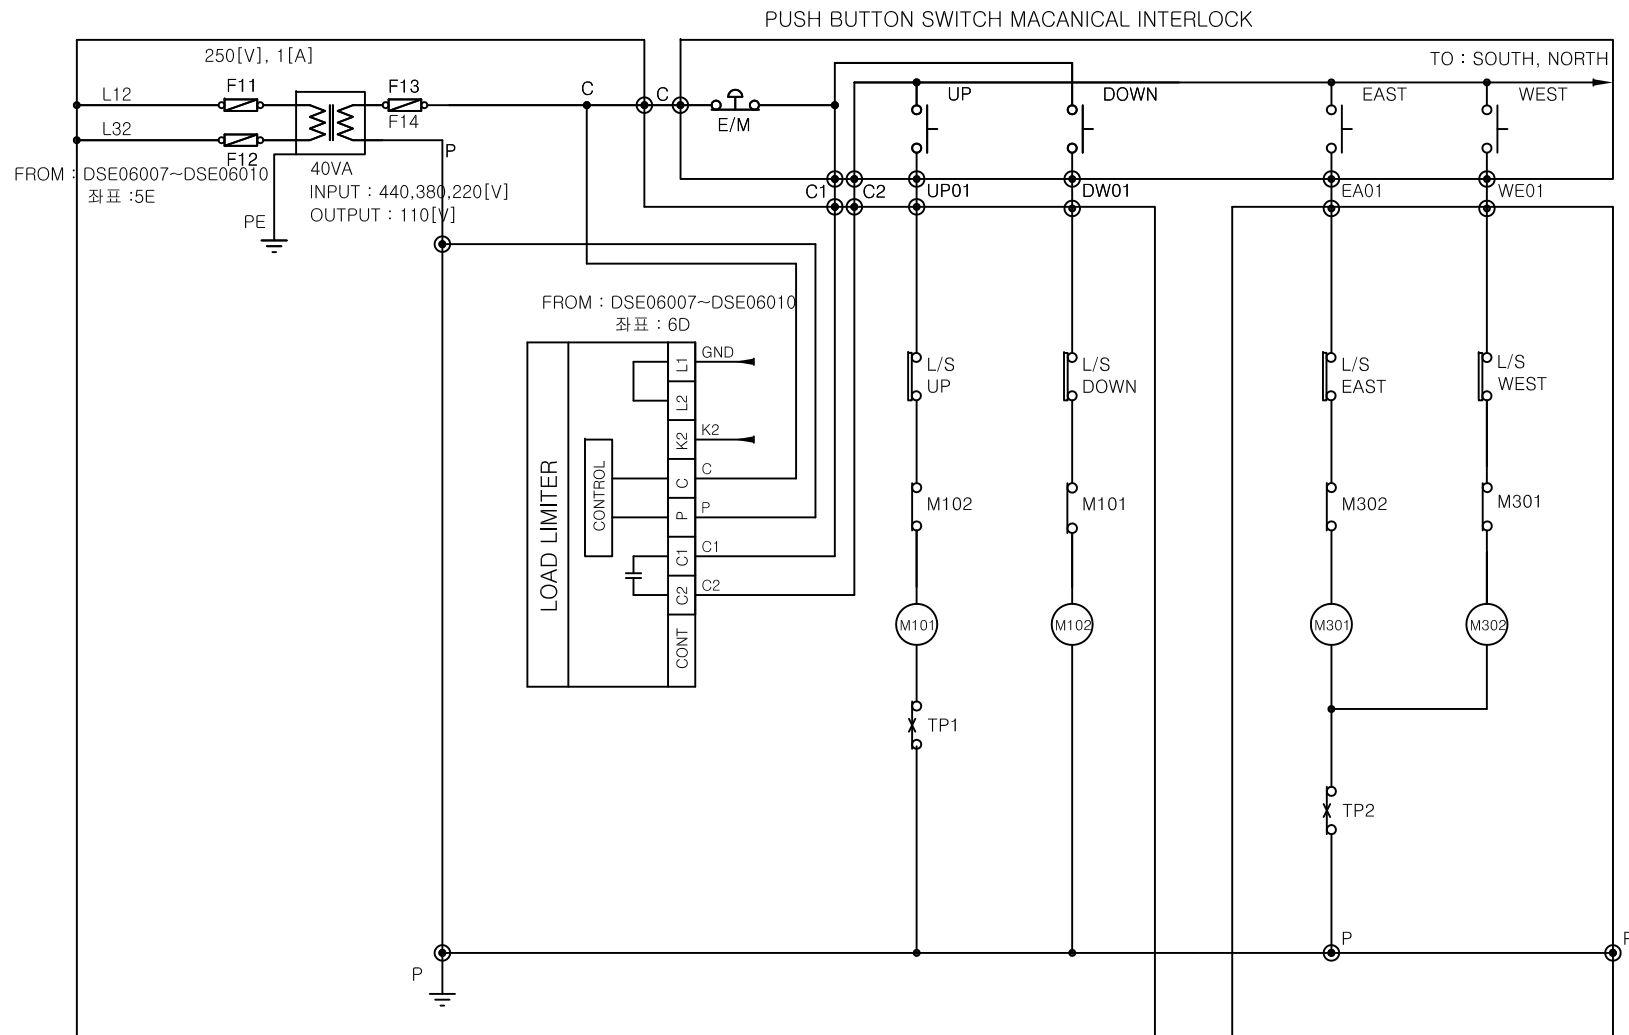 PUSH BUTTON SWITCH MACANICAL INTERLOCK
250[V], 1[A]
TO : SOUTH, NORTH
L12
F11
F13
C
C
UP
DOWN
EAST
WEST
F14
E/M
L32
F12
P
FROM : DSE06007~DSE06010
좌표 :5E
40VA
INPUT : 440,380,220[V]
OUTPUT : 110[V]
PE
C1
C2
UP01
DW01
EA01
WE01
FROM : DSE06007~DSE06010
좌표 : 6D
LOAD LIMITER
CONTROL
L1
GND
L2
K2
K2
C
C
P
P
C1
C1
C2
C2
CONT
L/S
UP
L/S
DOWN
L/S
EAST
L/S
WEST
M102
M101
M302
M301
M101
M102
M301
M302
TP1
TP2
P
P